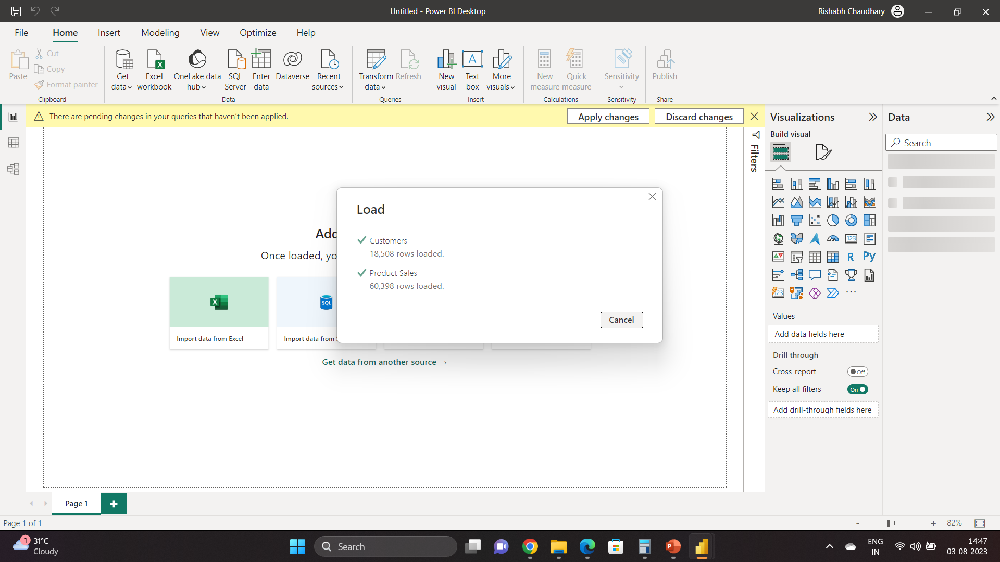 Untitled - Power BI Desktop
Rishabh Chaudhary
File
Home
Insert
Modeling
View
Optimize
Help
Paste
Cut
Copy
Format painter
Clipboard
Get
data
Excel
workbook
OneLake data
hub
SQL
Server
Enter
data
Dataverse
Recent
sources
Data
Transform
data
Refresh
Queries
New
visual
Text
box
More
visuals
Insert
New
measure
Quick
measure
Calculations
Sensitivity
Sensitivity
Publish
Share
There are pending changes in your queries that haven't been applied.
Apply changes
Discard changes
Filters
Visualizations
Build visual
Data
Search
Add
Once loaded, yo
SQL
Import data from Excel
Import data from
Get data from another source →
Load
Customers
18,508 rows loaded.
Product Sales
60,398 rows loaded.
Cancel
123
R
Py
123
Values
Add data fields here
Drill through
Cross-report
Off
Keep all filters
On
Add drill-through fields here
Page 1
Page 1 of 1
82%
1
31°C
Cloudy
Search
ENG
IN
14:47
03-08-2023